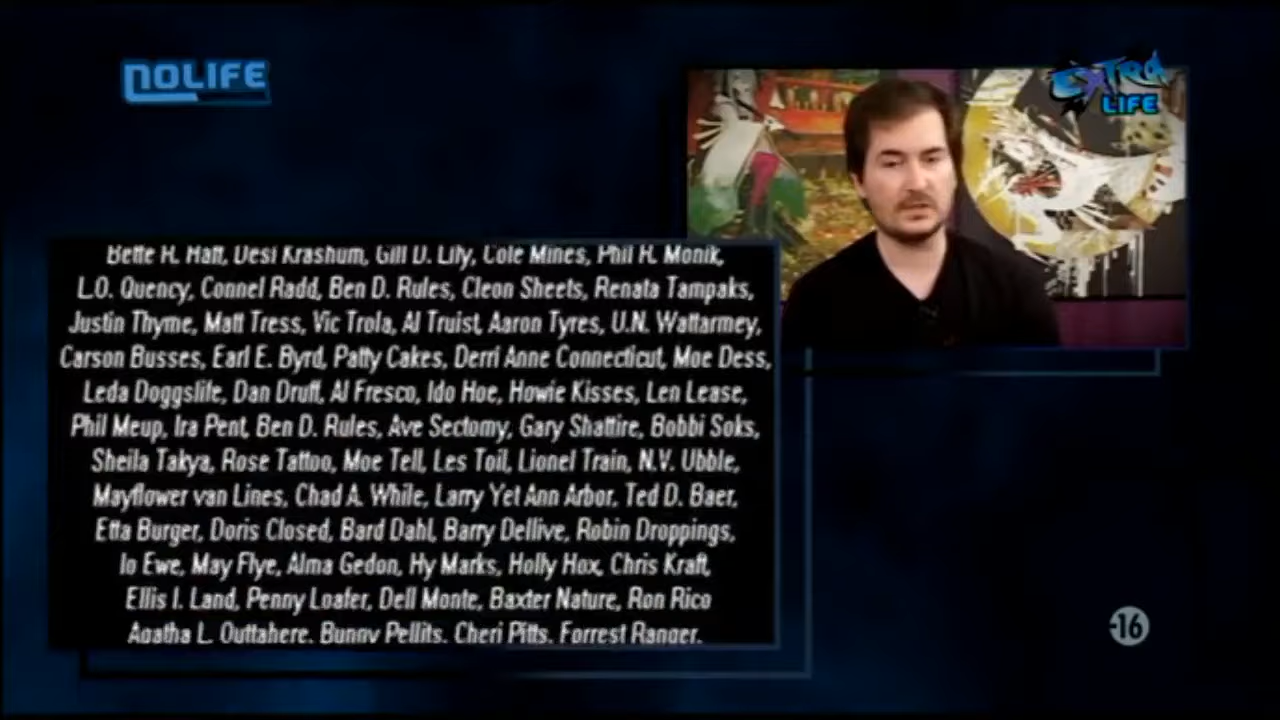 NOLIFE
EXTRA
LIFE
Bette R. Half, Desi Krashum, Gill D. Lily, Cole Mines, Phil R. Monik,
L.O. Quency, Connel Radd, Ben D. Rules, Cleon Sheets, Renata Tampaks,
Justin Thyme, Matt Tress, Vic Trola, Al Truist, Aaron Tyres, U.N. Wattarmey,
Carson Busses, Earl E. Byrd, Patty Cakes, Derri Anne Connecticut, Moe Dess,
Leda Doggslife, Dan Druff, Al Fresco, Ido Hoe, Howie Kisses, Len Lease,
Phil Meup, Ira Pent, Ben D. Rules, Ave Sectomy, Gary Shattire, Bobbi Soks,
Sheila Takya, Rose Tattoo, Moe Tell, Les Toil, Lionel Train, N.V. Ubble,
Mayflower van Lines, Chad A. While, Larry Yet Ann Arbor, Ted D. Baer,
Etta Burger, Doris Closed, Bard Dahl, Barry Dellive, Robin Droppings,
Io Ewe, May Flye, Alma Gedon, Hy Marks, Holly Hox, Chris Kraft,
Ellis I. Land, Penny Loafer, Dell Monte, Baxter Nature, Ron Rico
Agatha L. Outtahere, Bunny Pellits, Cheri Pitts, Forrest Ranger,
-16